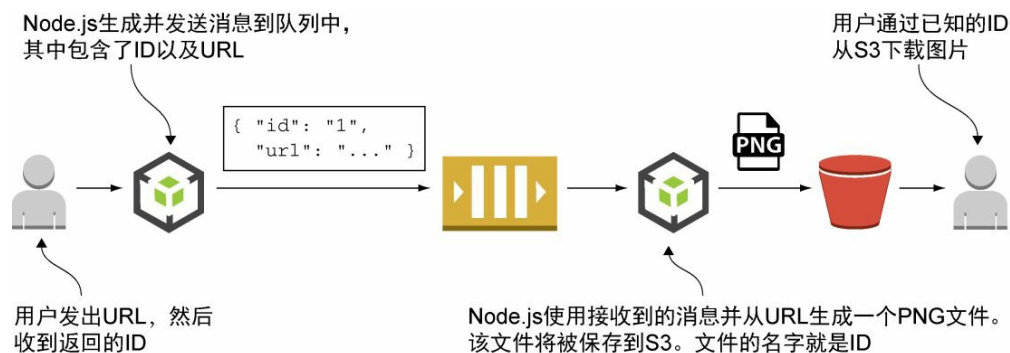 Node.js生成并发送消息到队列中，
其中包含了ID以及URL
用户通过已知的ID
从S3下载图片
{ "id": "1",
"url": "..." }
PNG
用户发出URL，然后
收到返回的ID
Node.js使用接收到的消息并从URL生成一个PNG文件。
该文件将被保存到S3。文件的名字就是ID